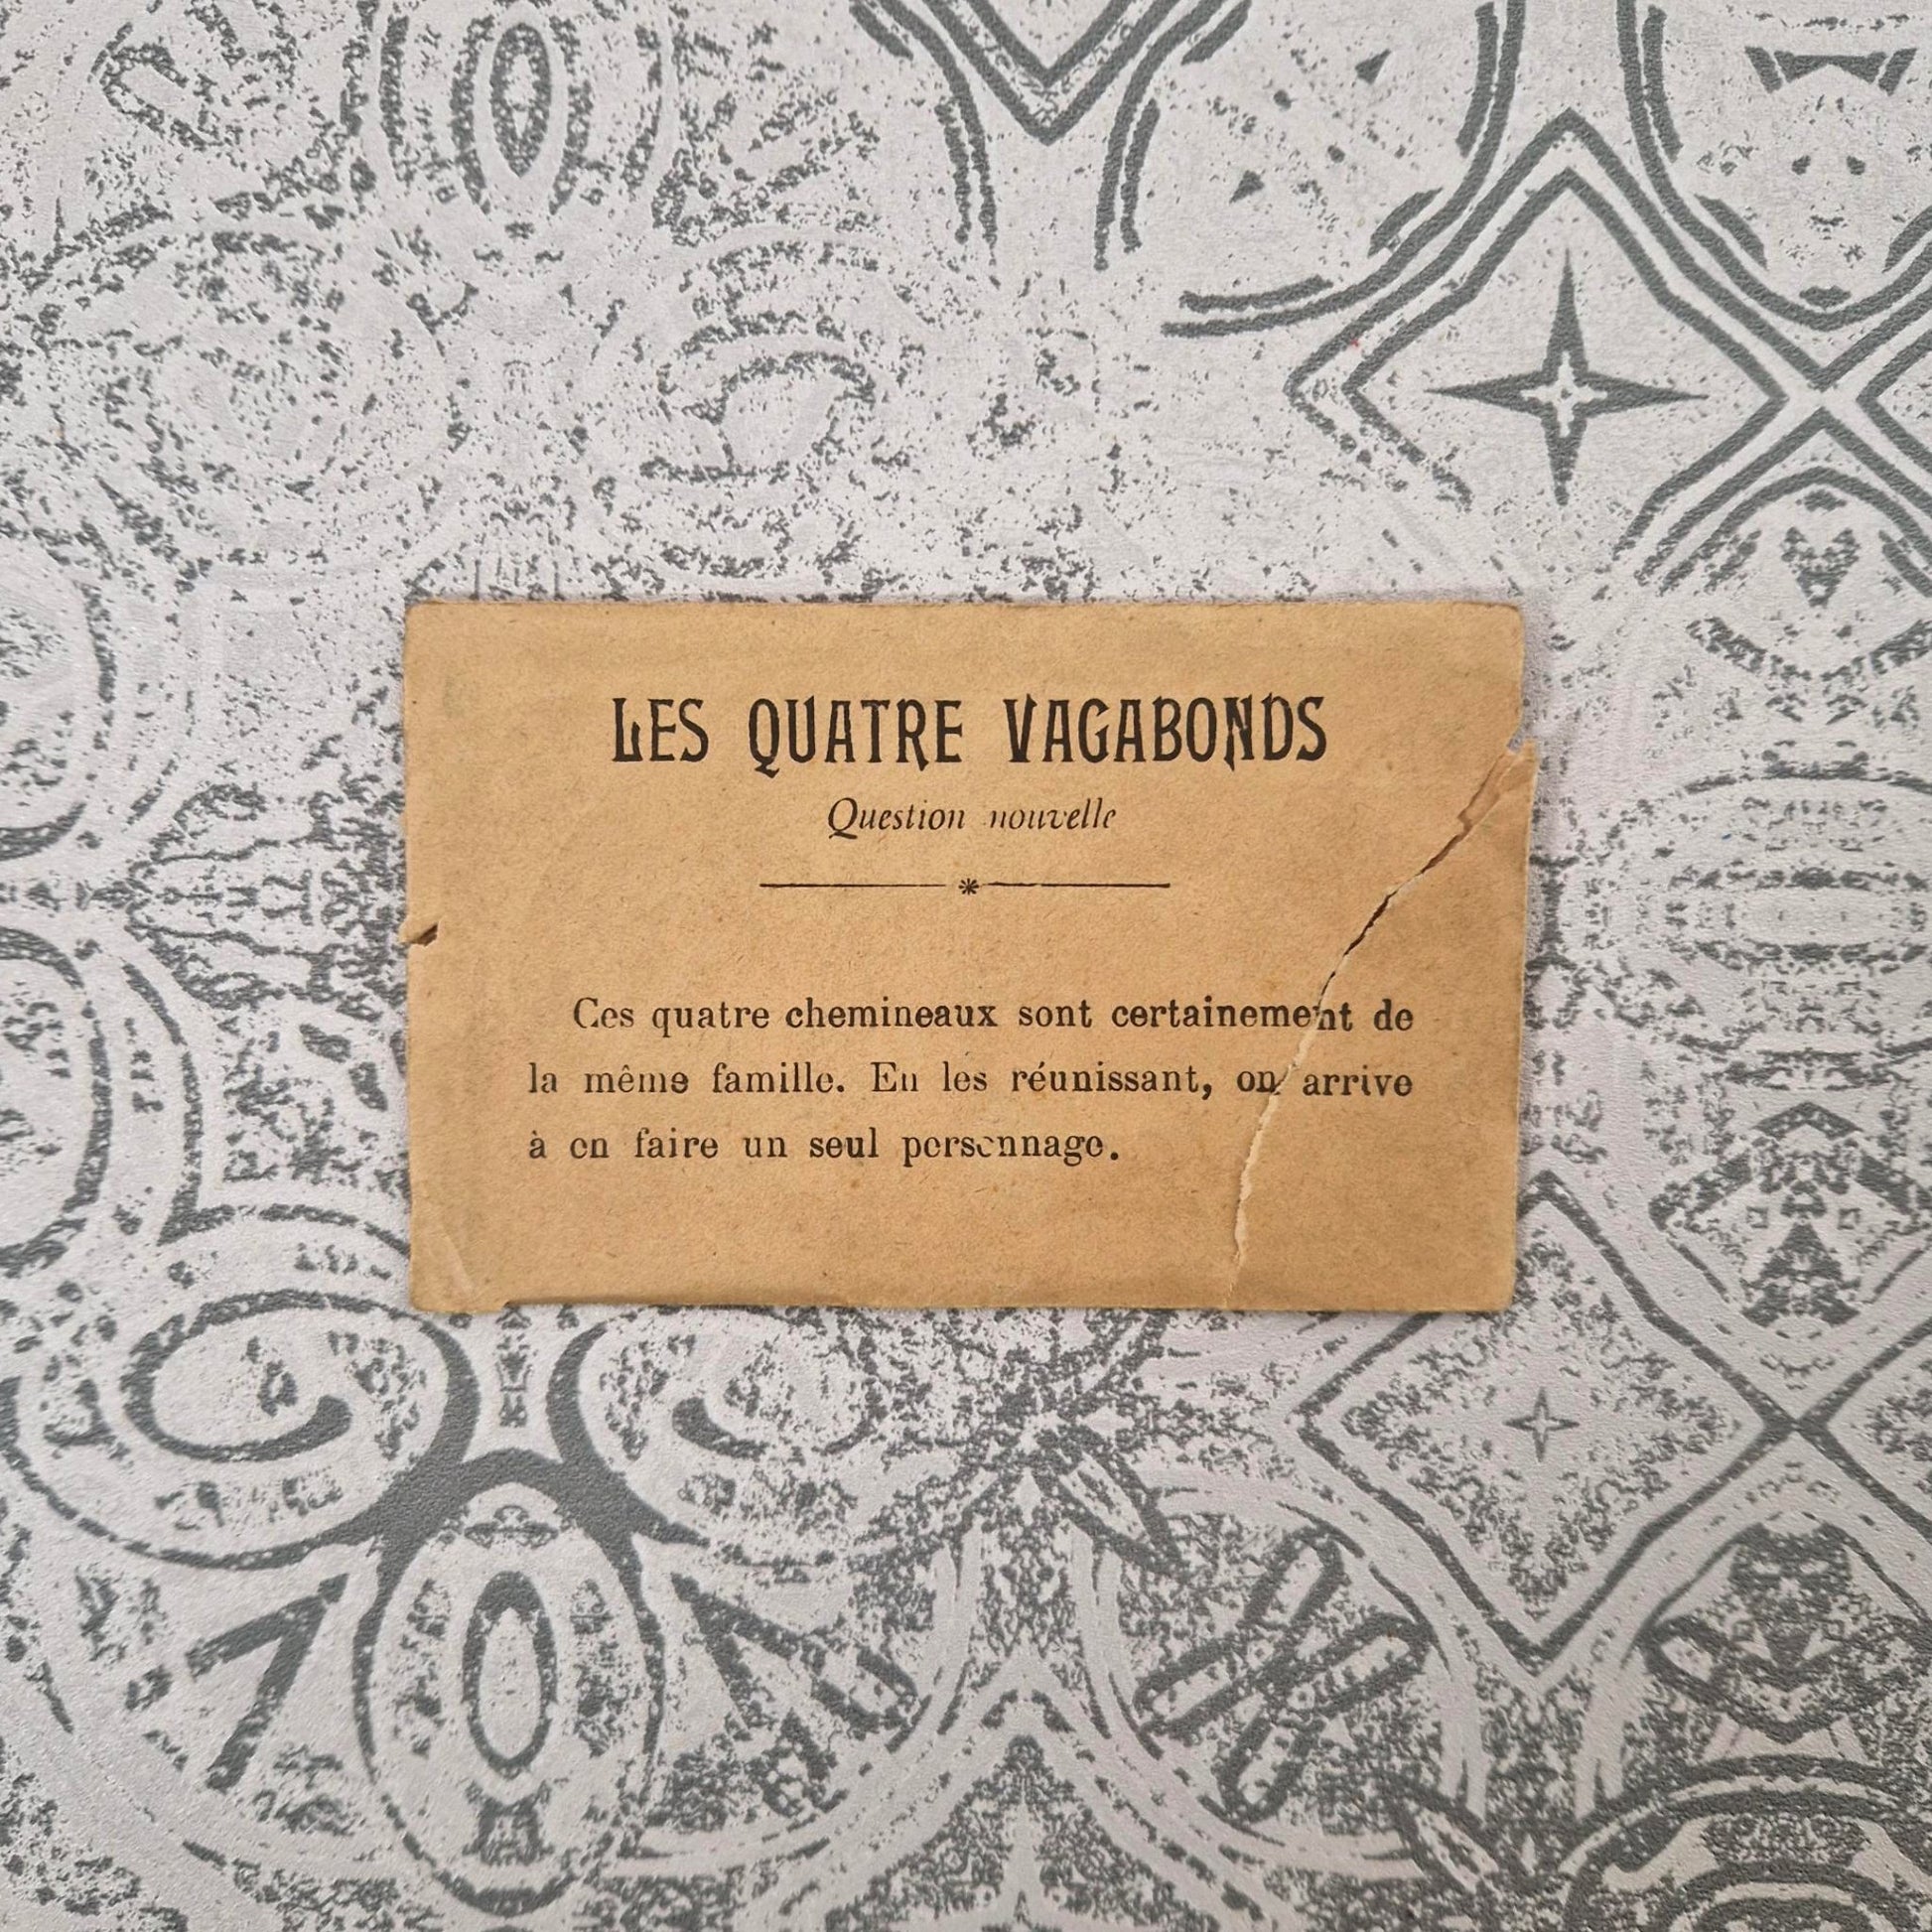 LES QUATRE VAGABONDS
Question nouvelle
Ces quatre chemineaux sont certainement de
la même famille. En les réunissant, on arrive
à en faire un seul personnage.